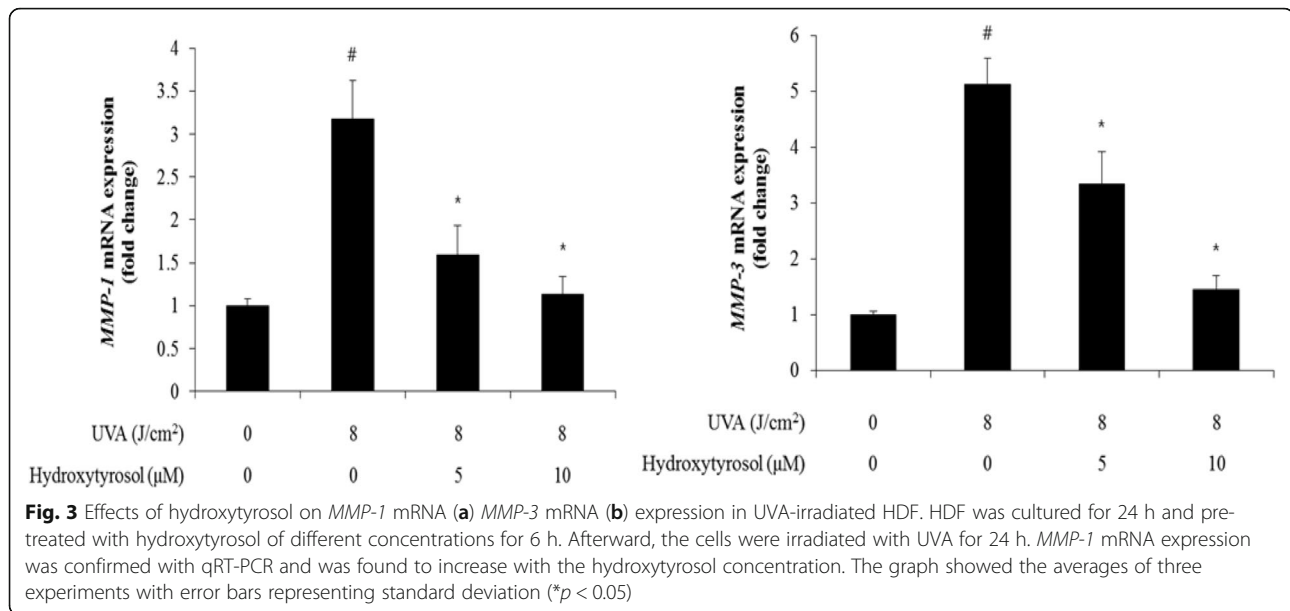 4
3.5
3
2.5
2
1.5
1
0.5
0
MMP-1 mRNA expression
(fold change)
#
*
*
UVA (J/cm²) 0 8 8 8
Hydroxytyrosol (μM) 0 0 5 10
6
5
4
3
2
1
0
MMP-3 mRNA expression
(fold change)
#
*
*
UVA (J/cm²) 0 8 8 8
Hydroxytyrosol (μM) 0 0 5 10
Fig. 3 Effects of hydroxytyrosol on MMP-1 mRNA (a) MMP-3 mRNA (b) expression in UVA-irradiated HDF. HDF was cultured for 24 h and pre-
treated with hydroxytyrosol of different concentrations for 6 h. Afterward, the cells were irradiated with UVA for 24 h. MMP-1 mRNA expression
was confirmed with qRT-PCR and was found to increase with the hydroxytyrosol concentration. The graph showed the averages of three
experiments with error bars representing standard deviation (*p < 0.05)